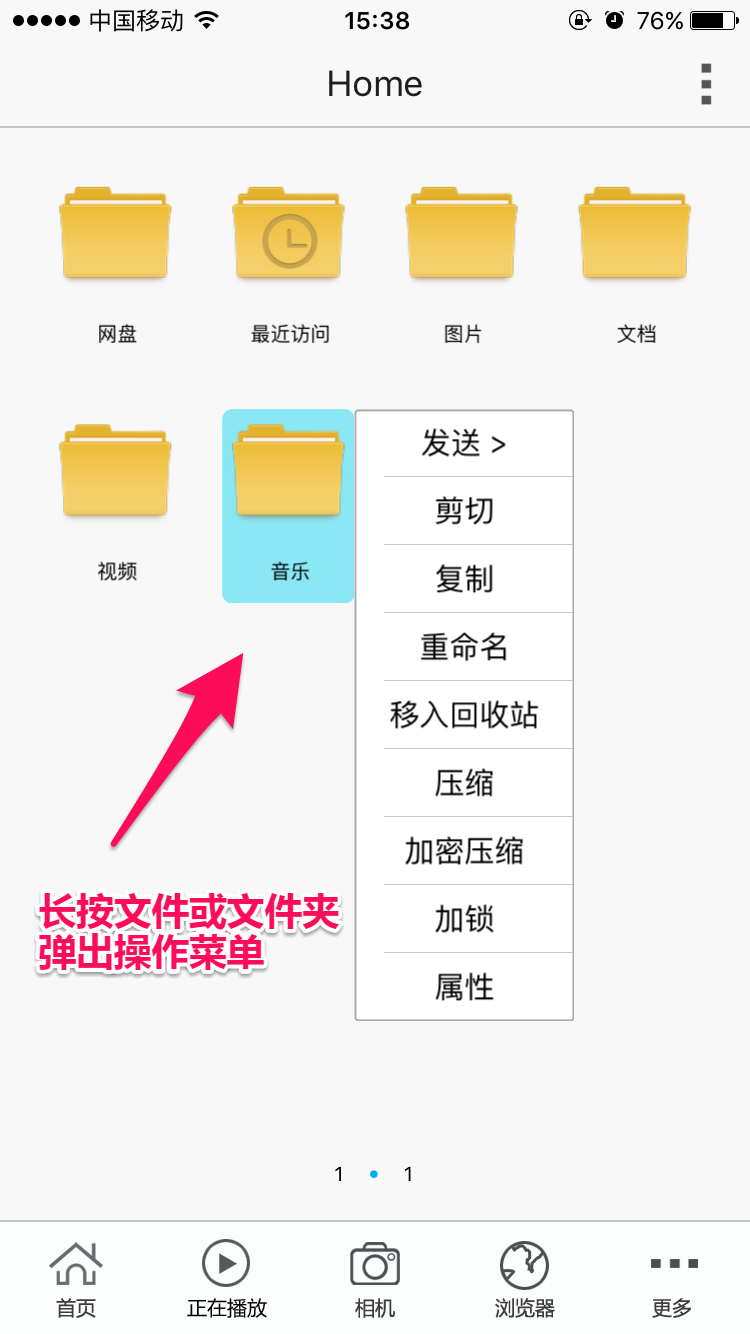 中国移动 15:38 76%
Home
网盘 最近访问 图片 文档
视频 音乐
发送 >
剪切
复制
重命名
移入回收站
压缩
加密压缩
加锁
属性
长按文件或文件夹
弹出操作菜单
1 1
首页 正在播放 相机 浏览器 更多